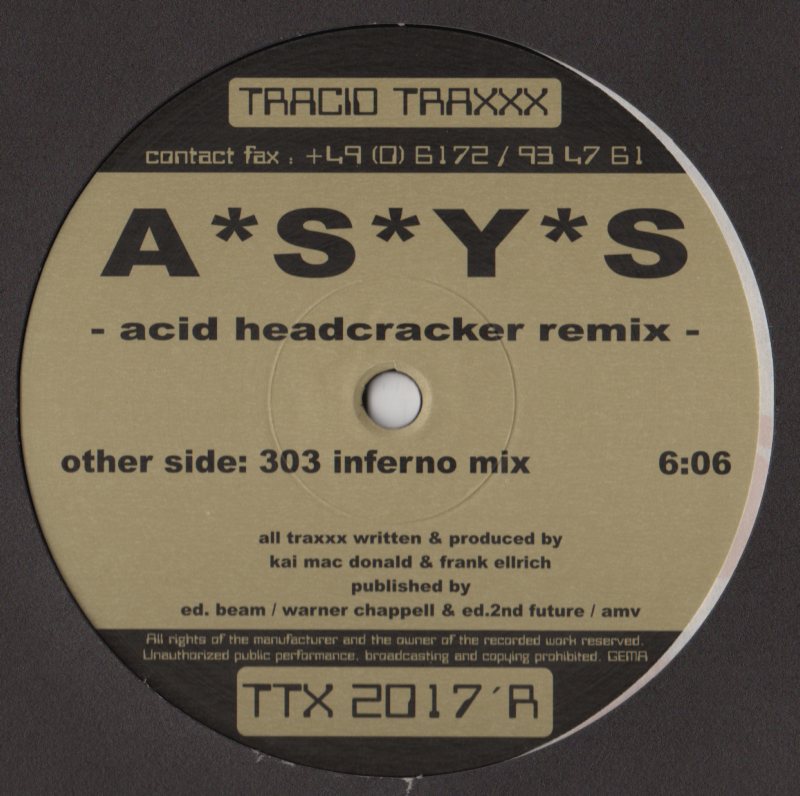 TRACID TRAXXX
contact fax : +49 (0) 6172 / 93 47 61
A*S*Y*S
- acid headcracker remix -
other side: 303 inferno mix 6:06
all traxxx written & produced by
kai mac donald & frank ellrich
published by
ed. beam / warner chappell & ed.2nd future / amv
All rights of the manufacturer and the owner of the recorded work reserved.
Unauthorized public performance, broadcasting and copying prohibited. GEMA
TTX 2017´R